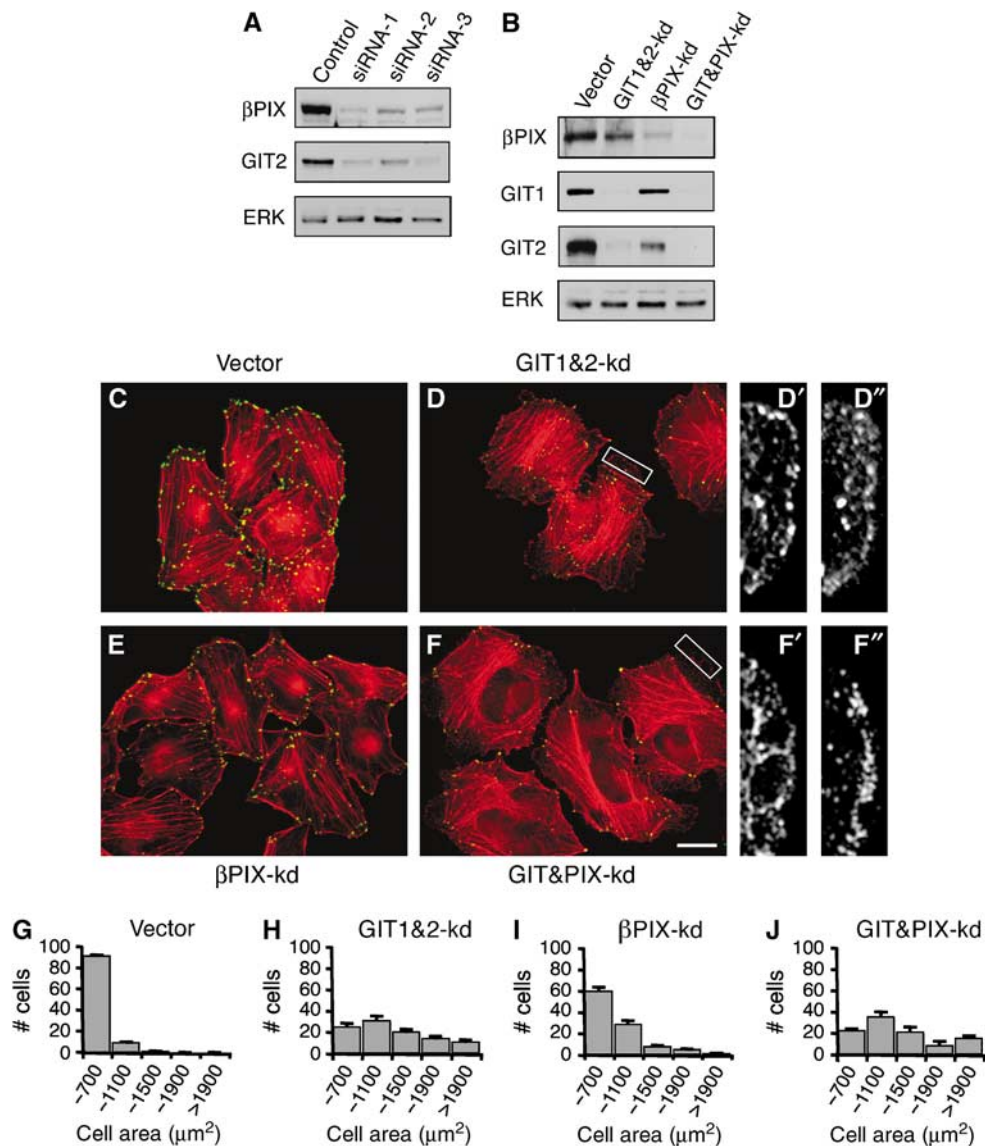 A
Control
siRNA-1
siRNA-2
siRNA-3
βPIX
GIT2
ERK
B
Vector
GIT1&2-kd
βPIX-kd
GIT&PIX-kd
βPIX
GIT1
GIT2
ERK
Vector
GIT1&2-kd
C
D
D′
D″
E
F
F′
F″
βPIX-kd
GIT&PIX-kd
G
Vector
# cells
100
80
60
40
20
0
~700
~1100
~1500
~1900
>1900
Cell area (μm²)
H
GIT1&2-kd
# cells
100
80
60
40
20
0
~700
~1100
~1500
~1900
>1900
Cell area (μm²)
I
βPIX-kd
# cells
100
80
60
40
20
0
~700
~1100
~1500
~1900
>1900
Cell area (μm²)
J
GIT&PIX-kd
# cells
100
80
60
40
20
0
~700
~1100
~1500
~1900
>1900
Cell area (μm²)